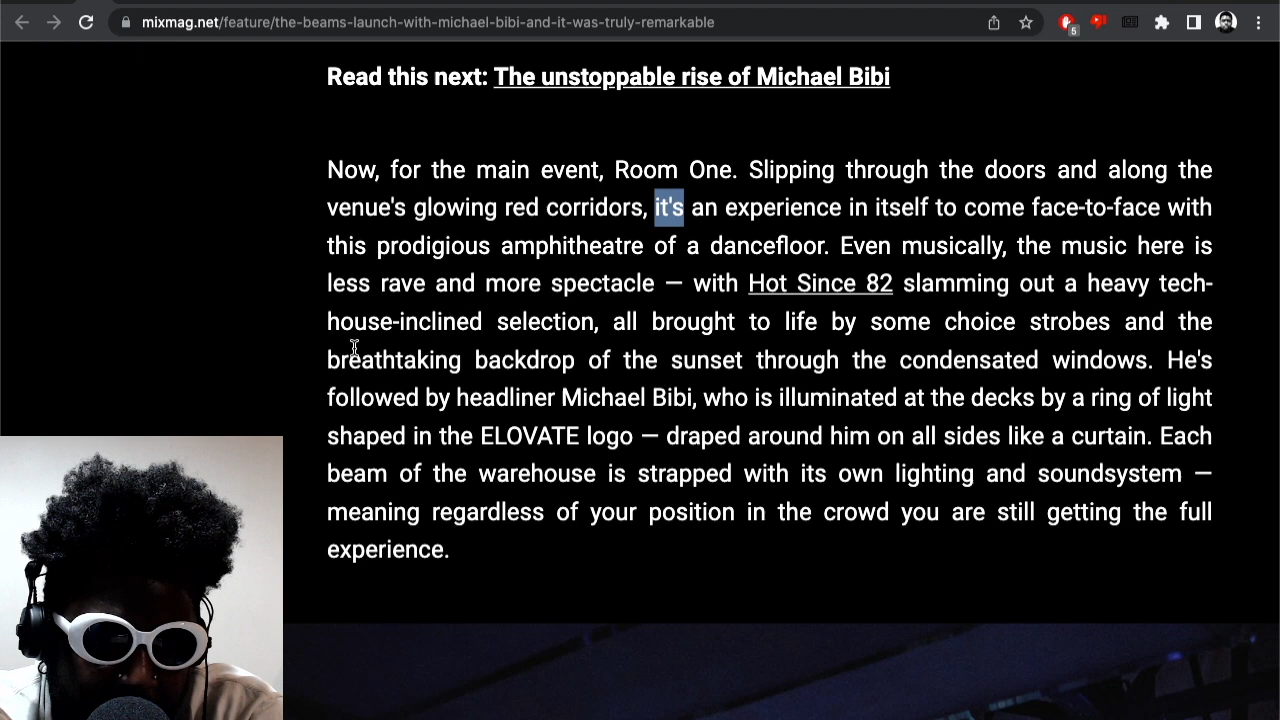 mixmag.net/feature/the-beams-launch-with-michael-bibi-and-it-was-truly-remarkable
5
Read this next: The unstoppable rise of Michael Bibi
Now, for the main event, Room One. Slipping through the doors and along the
venue's glowing red corridors, it's an experience in itself to come face-to-face with
this prodigious amphitheatre of a dancefloor. Even musically, the music here is
less rave and more spectacle — with Hot Since 82 slamming out a heavy tech-
house-inclined selection, all brought to life by some choice strobes and the
breathtaking backdrop of the sunset through the condensated windows. He's
followed by headliner Michael Bibi, who is illuminated at the decks by a ring of light
shaped in the ELOVATE logo — draped around him on all sides like a curtain. Each
beam of the warehouse is strapped with its own lighting and soundsystem —
meaning regardless of your position in the crowd you are still getting the full
experience.